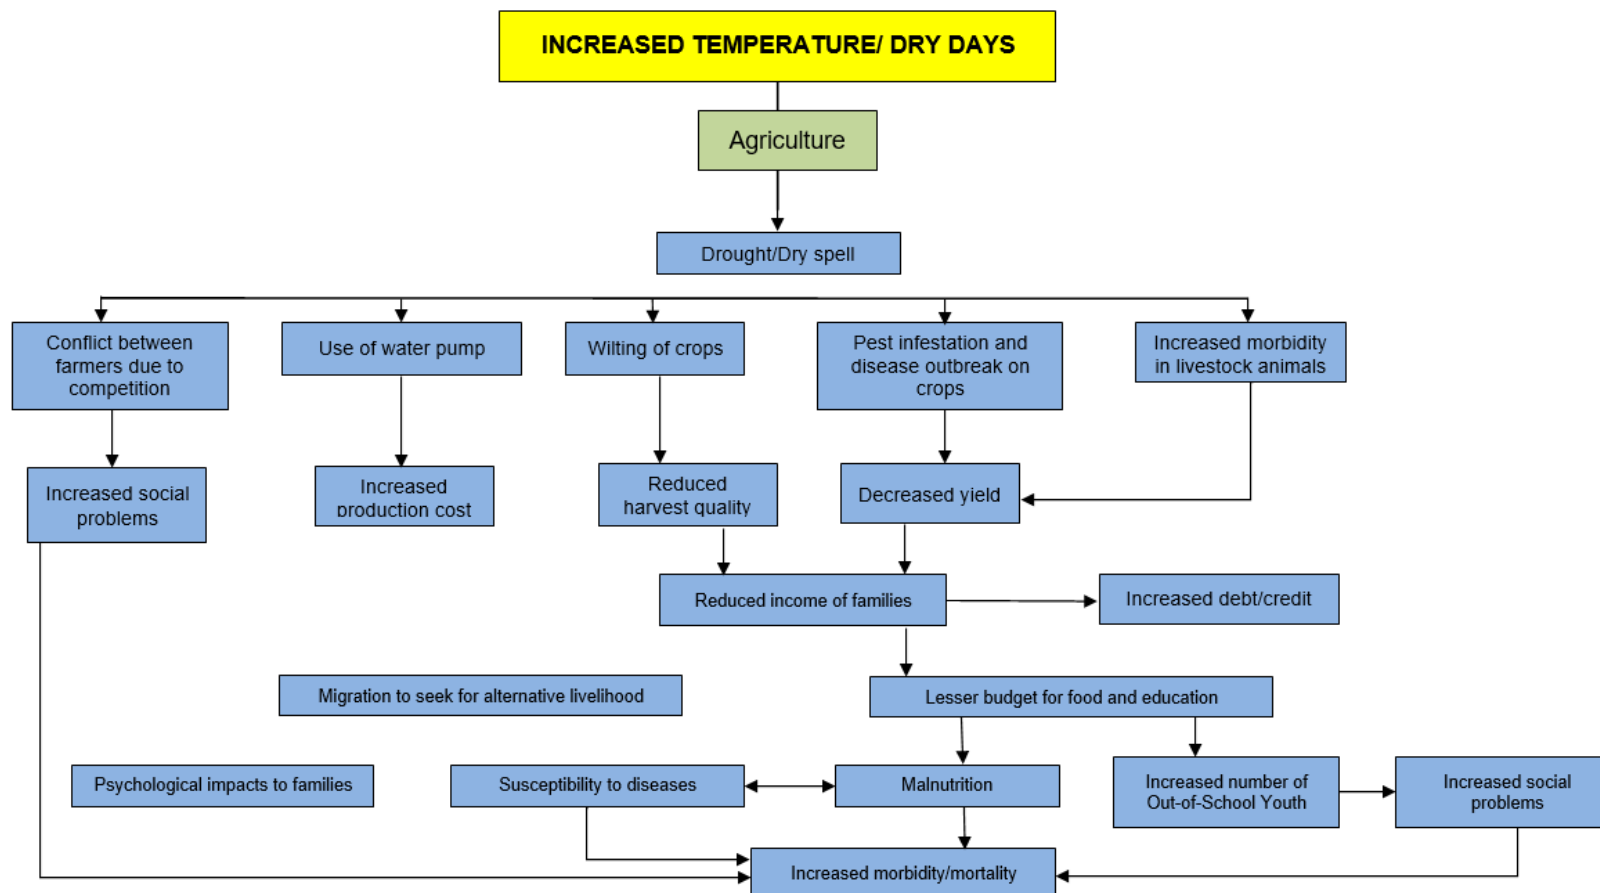 INCREASED TEMPERATURE/ DRY DAYS
Agriculture
Drought/Dry spell
Conflict between
farmers due to
competition
Use of water pump
Wilting of crops
Pest infestation and
disease outbreak on
crops
Increased morbidity
in livestock animals
Increased social
problems
Increased
production cost
Reduced
harvest quality
Decreased yield
Reduced income of families
Increased debt/credit
Migration to seek for alternative livelihood
Lesser budget for food and education
Psychological impacts to families
Susceptibility to diseases
Malnutrition
Increased number of
Out-of-School Youth
Increased social
problems
Increased morbidity/mortality